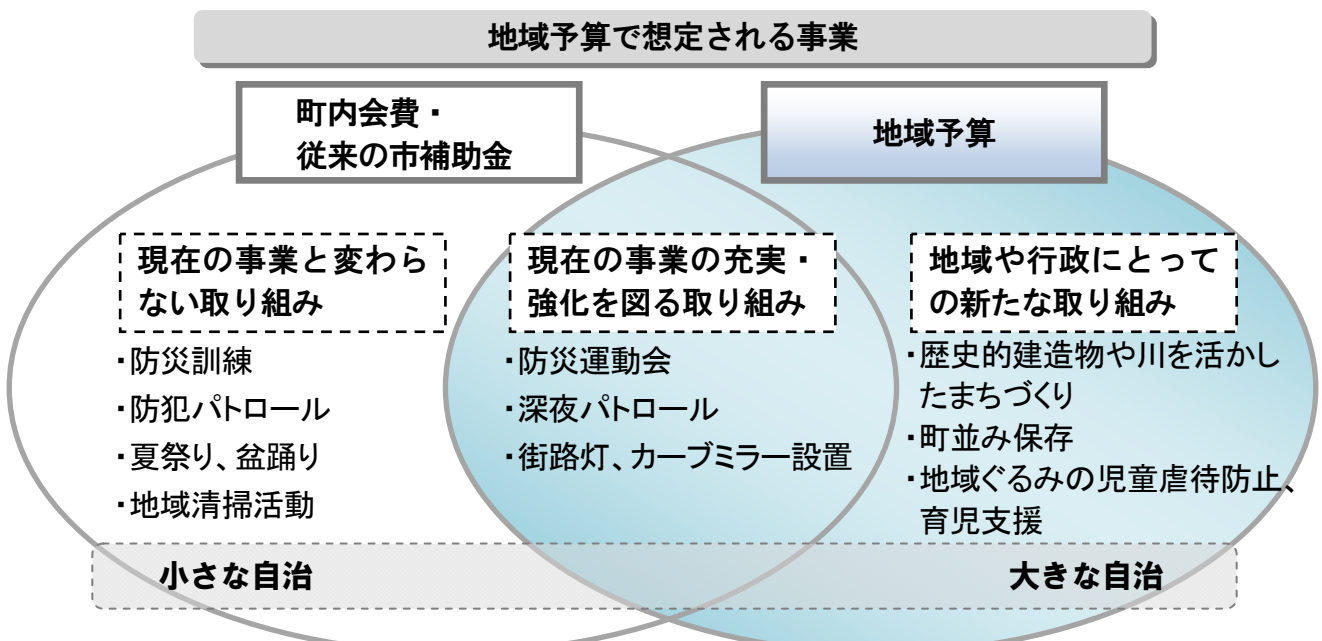 地域予算で想定される事業
町内会費・
従来の市補助金
地域予算
現在の事業と変わら
ない取り組み
・防災訓練
・防犯パトロール
・夏祭り、盆踊り
・地域清掃活動
現在の事業の充実・
強化を図る取り組み
・防災運動会
・深夜パトロール
・街路灯、カーブミラー設置
地域や行政にとって
の新たな取り組み
・歴史的建造物や川を活かし
たまちづくり
・町並み保存
・地域ぐるみの児童虐待防止、
育児支援
小さな自治
大きな自治